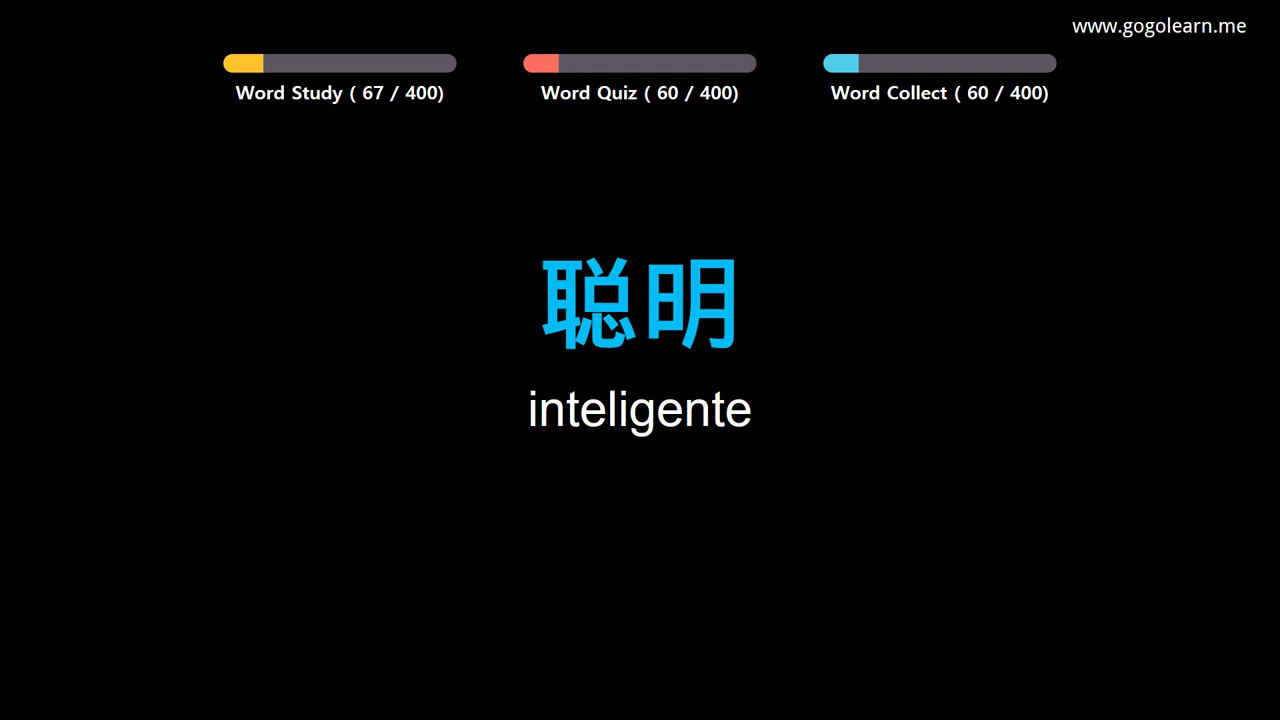 www.gogolearn.me
Word Study ( 67 / 400)
Word Quiz ( 60 / 400)
Word Collect ( 60 / 400)
聪明
inteligente